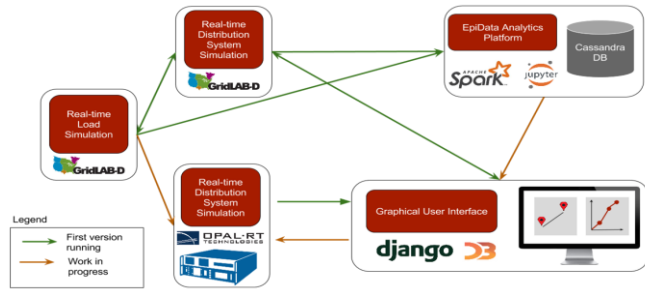 Real-time
Distribution
System
Simulation
GridLAB-D
EpiData Analytics
Platform
APACHE
Spark
jupyter
Cassandra
DB
Real-time
Load
Simulation
GridLAB-D
Real-time
Distribution
System
Simulation
OPAL-RT
TECHNOLOGIES
Graphical User Interface
django
D3
Legend
First version
running
Work in
progress